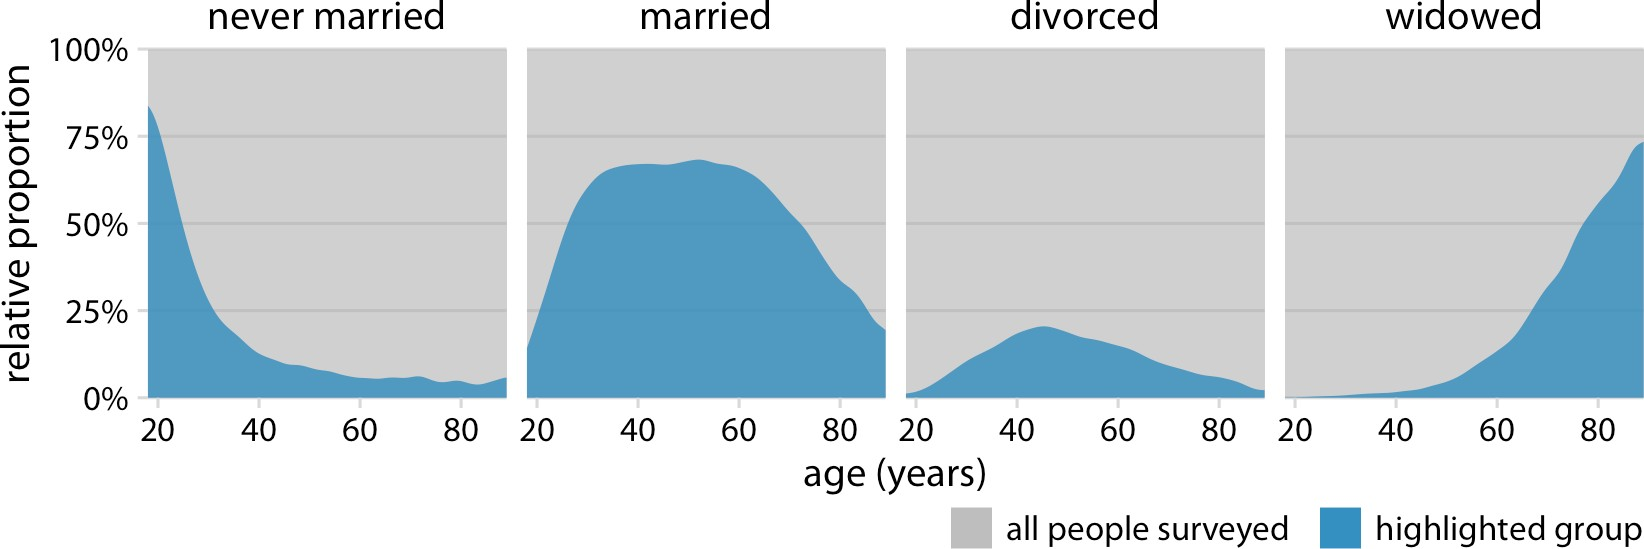 never married
married
divorced
widowed
relative proportion
100%
75%
50%
25%
0%
20 40 60 80
20 40 60 80
20 40 60 80
20 40 60 80
age (years)
all people surveyed
highlighted group